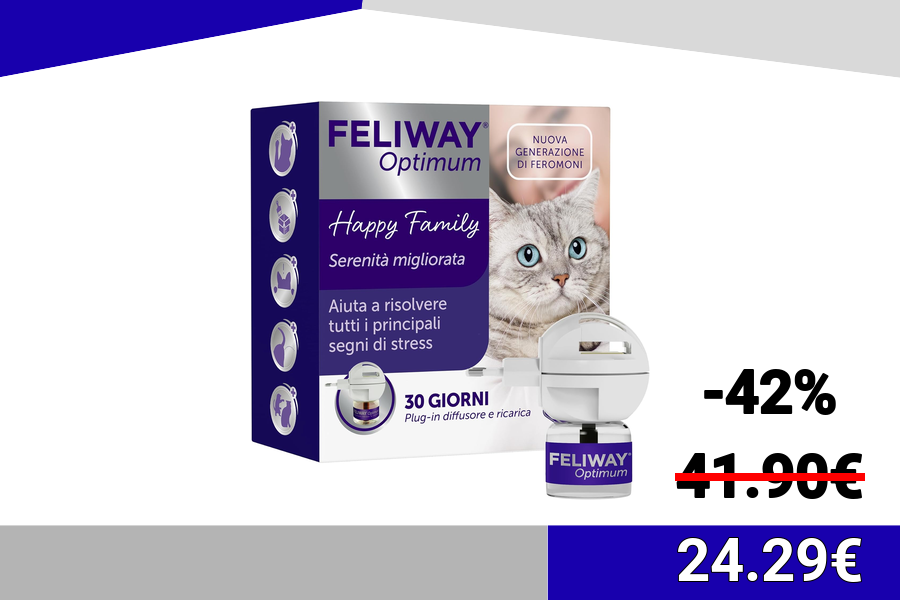 FELIWAY®
Optimum
NUOVA
GENERAZIONE
DI FEROMONI
Happy Family
Serenità migliorata
Aiuta a risolvere
tutti i principali
segni di stress
30 GIORNI
Plug-in diffusore e ricarica
FELIWAY®
Optimum
-42%
41.90€
24.29€